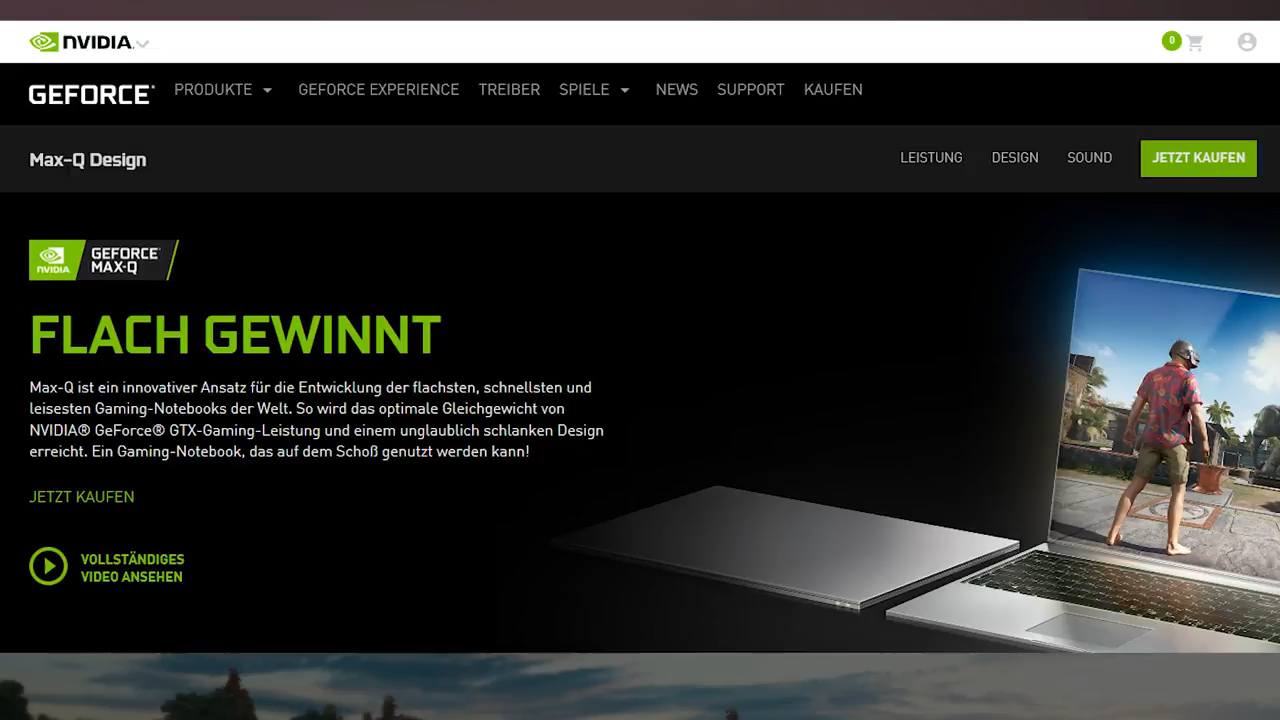 NVIDIA.
0
GEFORCE
PRODUKTE
GEFORCE EXPERIENCE
TREIBER
SPIELE
NEWS
SUPPORT
KAUFEN
Max-Q Design
LEISTUNG
DESIGN
SOUND
JETZT KAUFEN
NVIDIA
GEFORCE
MAX-Q
FLACH GEWINNT
Max-Q ist ein innovativer Ansatz für die Entwicklung der flachsten, schnellsten und
leisesten Gaming-Notebooks der Welt. So wird das optimale Gleichgewicht von
NVIDIA® GeForce® GTX-Gaming-Leistung und einem unglaublich schlanken Design
erreicht. Ein Gaming-Notebook, das auf dem Schoß genutzt werden kann!
JETZT KAUFEN
VOLLSTÄNDIGES
VIDEO ANSEHEN